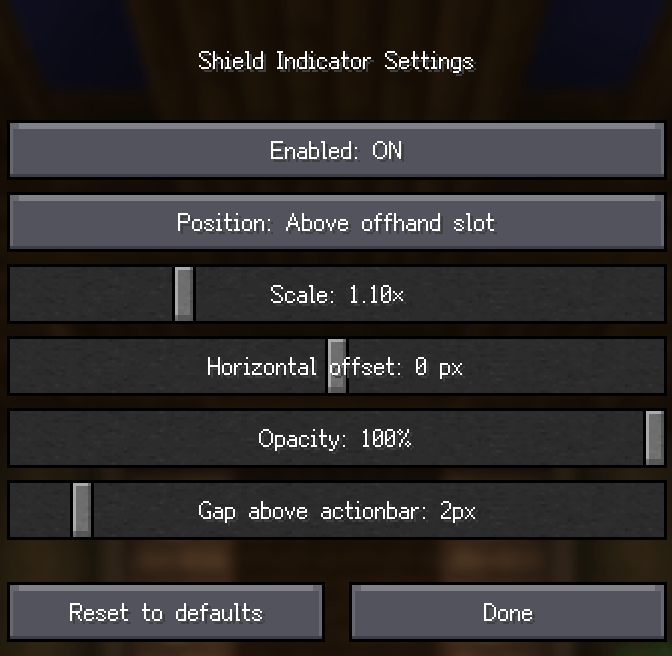 Shield Indicator Settings
Enabled: ON
Position: Above offhand slot
Scale: 1.10x
Horizontal offset: 0 px
Opacity: 100%
Gap above actionbar: 2px
Reset to defaults
Done